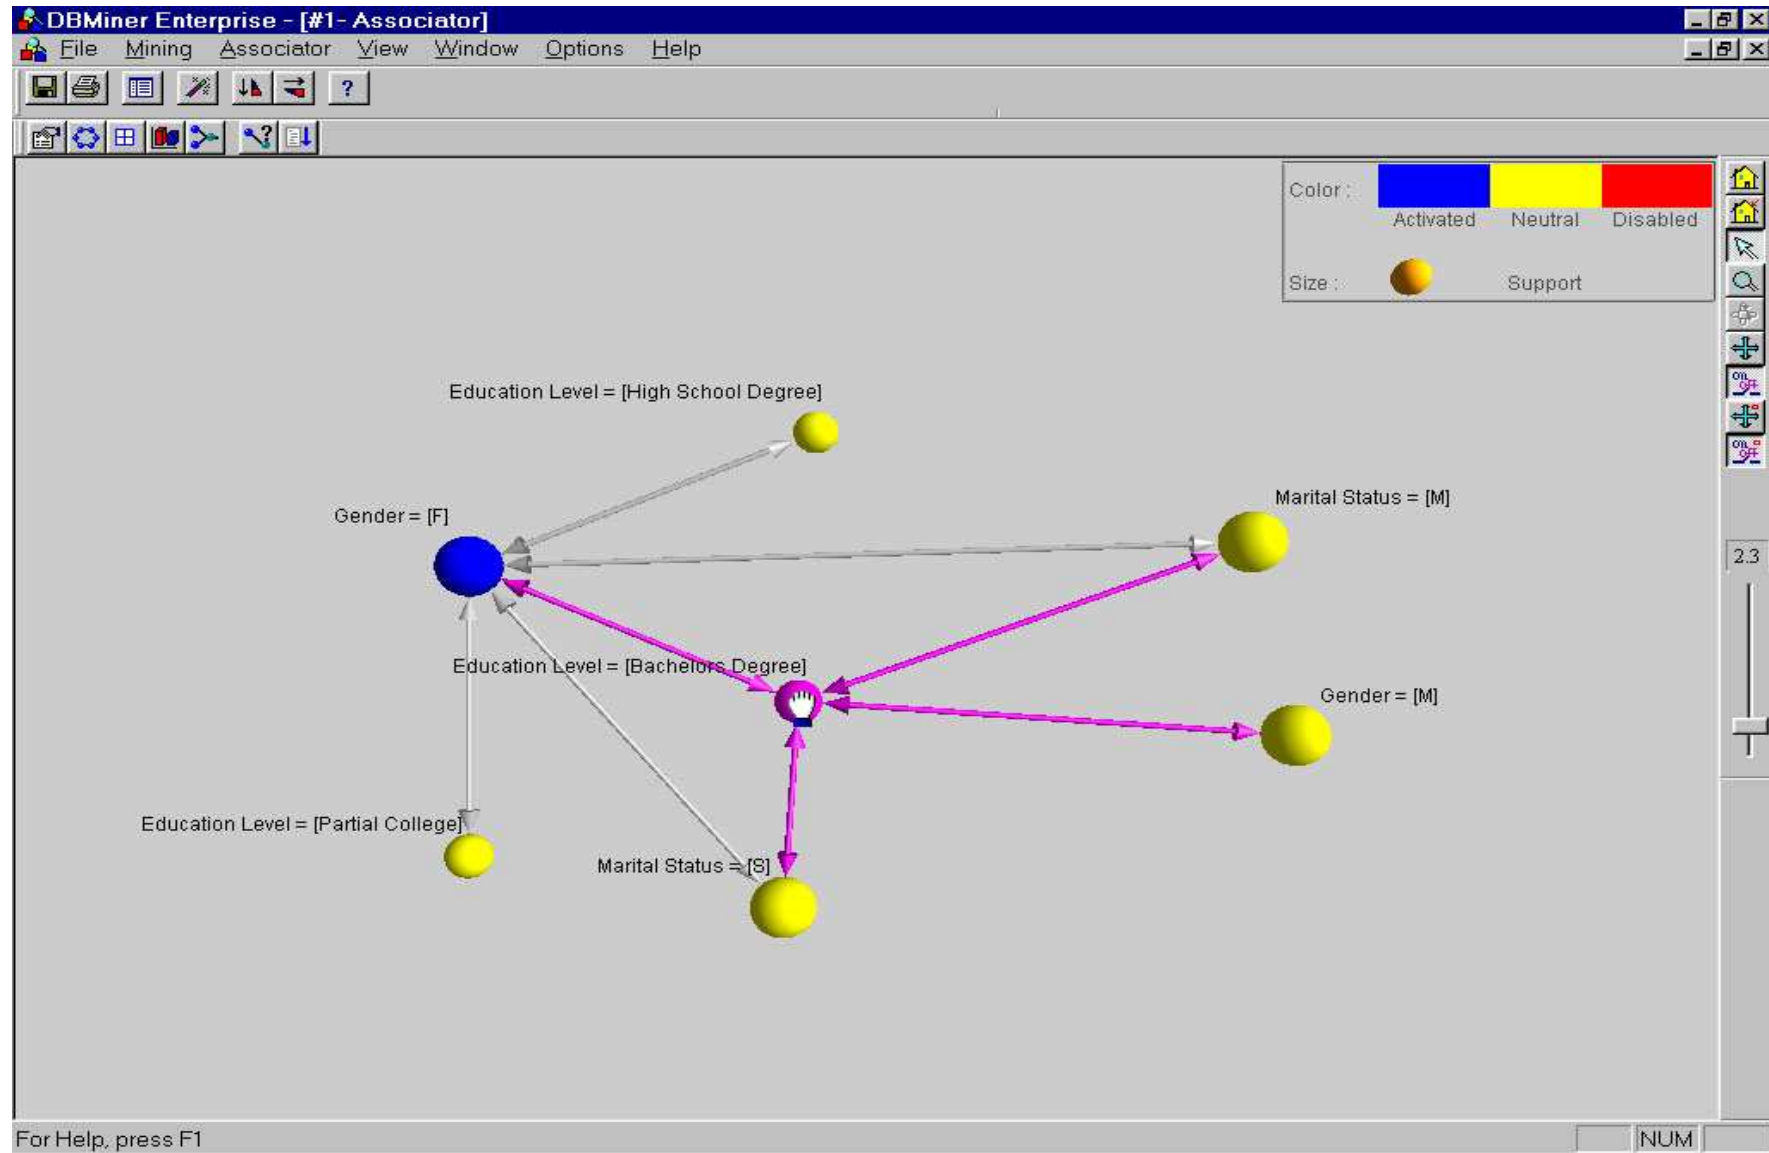 DBMiner Enterprise - [#1- Associator]
File Mining Associator View Window Options Help
?
?
Color :
Activated Neutral Disabled
Size : Support
Education Level = [High School Degree]
Marital Status = [M]
Gender = [F]
2.3
Education Level = [Bachelors Degree]
Gender = [M]
Education Level = [Partial College]
Marital Status = [S]
For Help, press F1
NUM